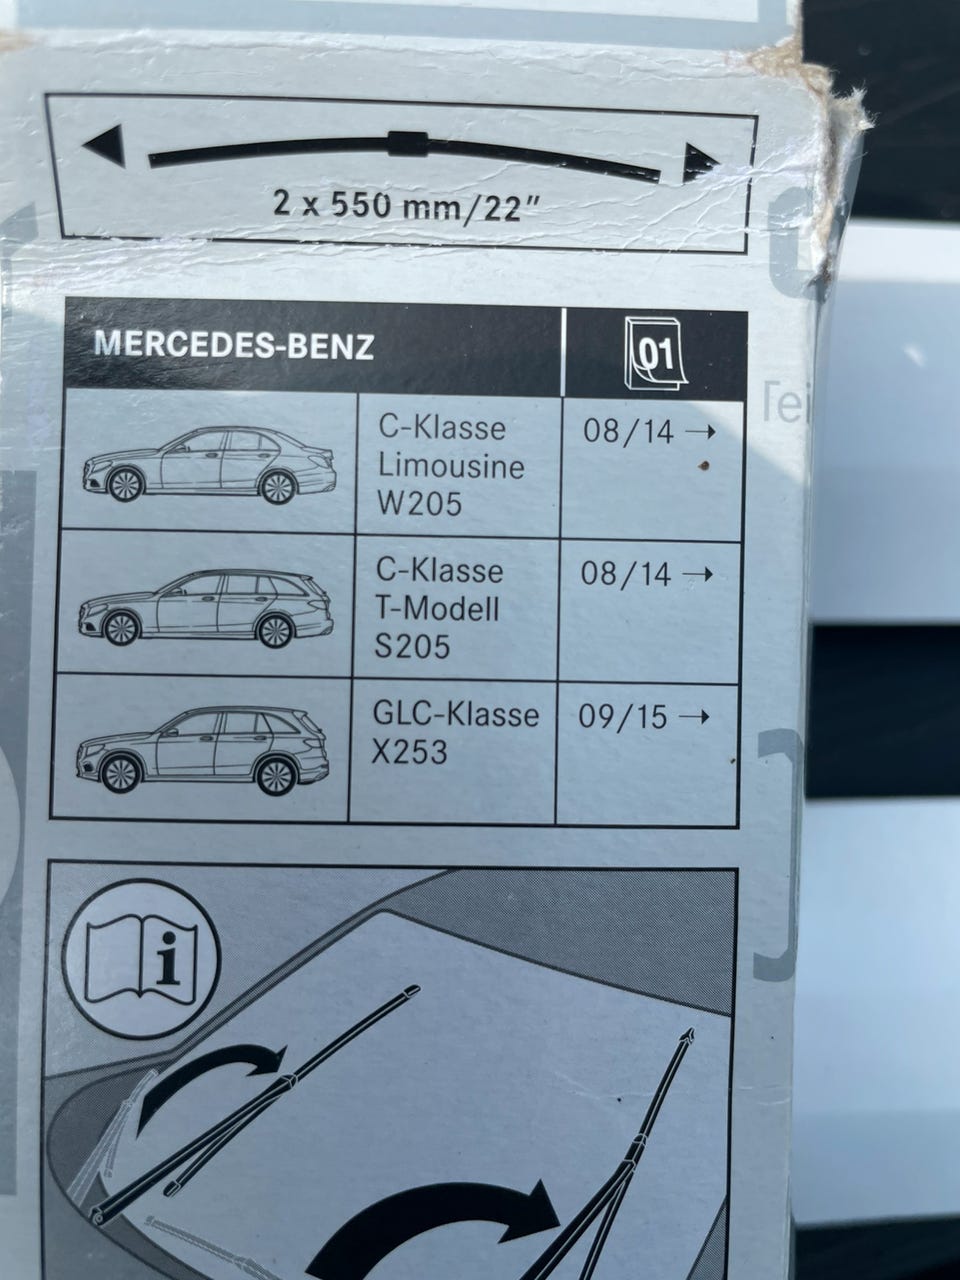 2 x 550 mm/22"
MERCEDES-BENZ 01
C-Klasse
Limousine
W205
08/14 →
C-Klasse
T-Modell
S205
08/14 →
GLC-Klasse
X253
09/15 →
i